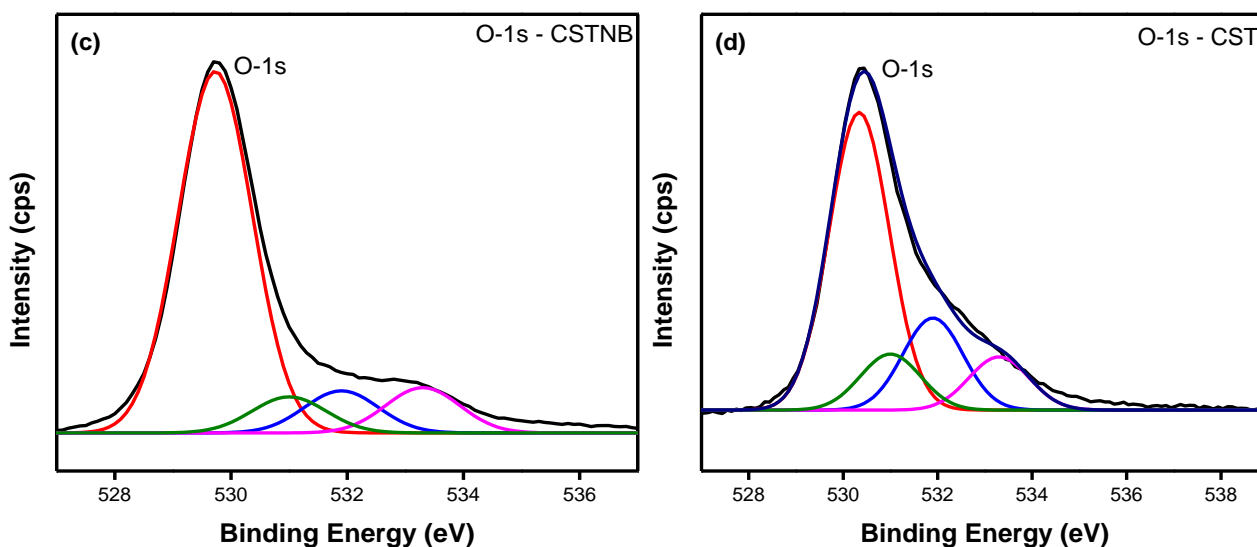 (c)
O-1s - CSTNB
O-1s
Intensity (cps)
528 530 532 534 536
Binding Energy (eV)
(d)
O-1s - CST
O-1s
Intensity (cps)
528 530 532 534 536 538
Binding Energy (eV)